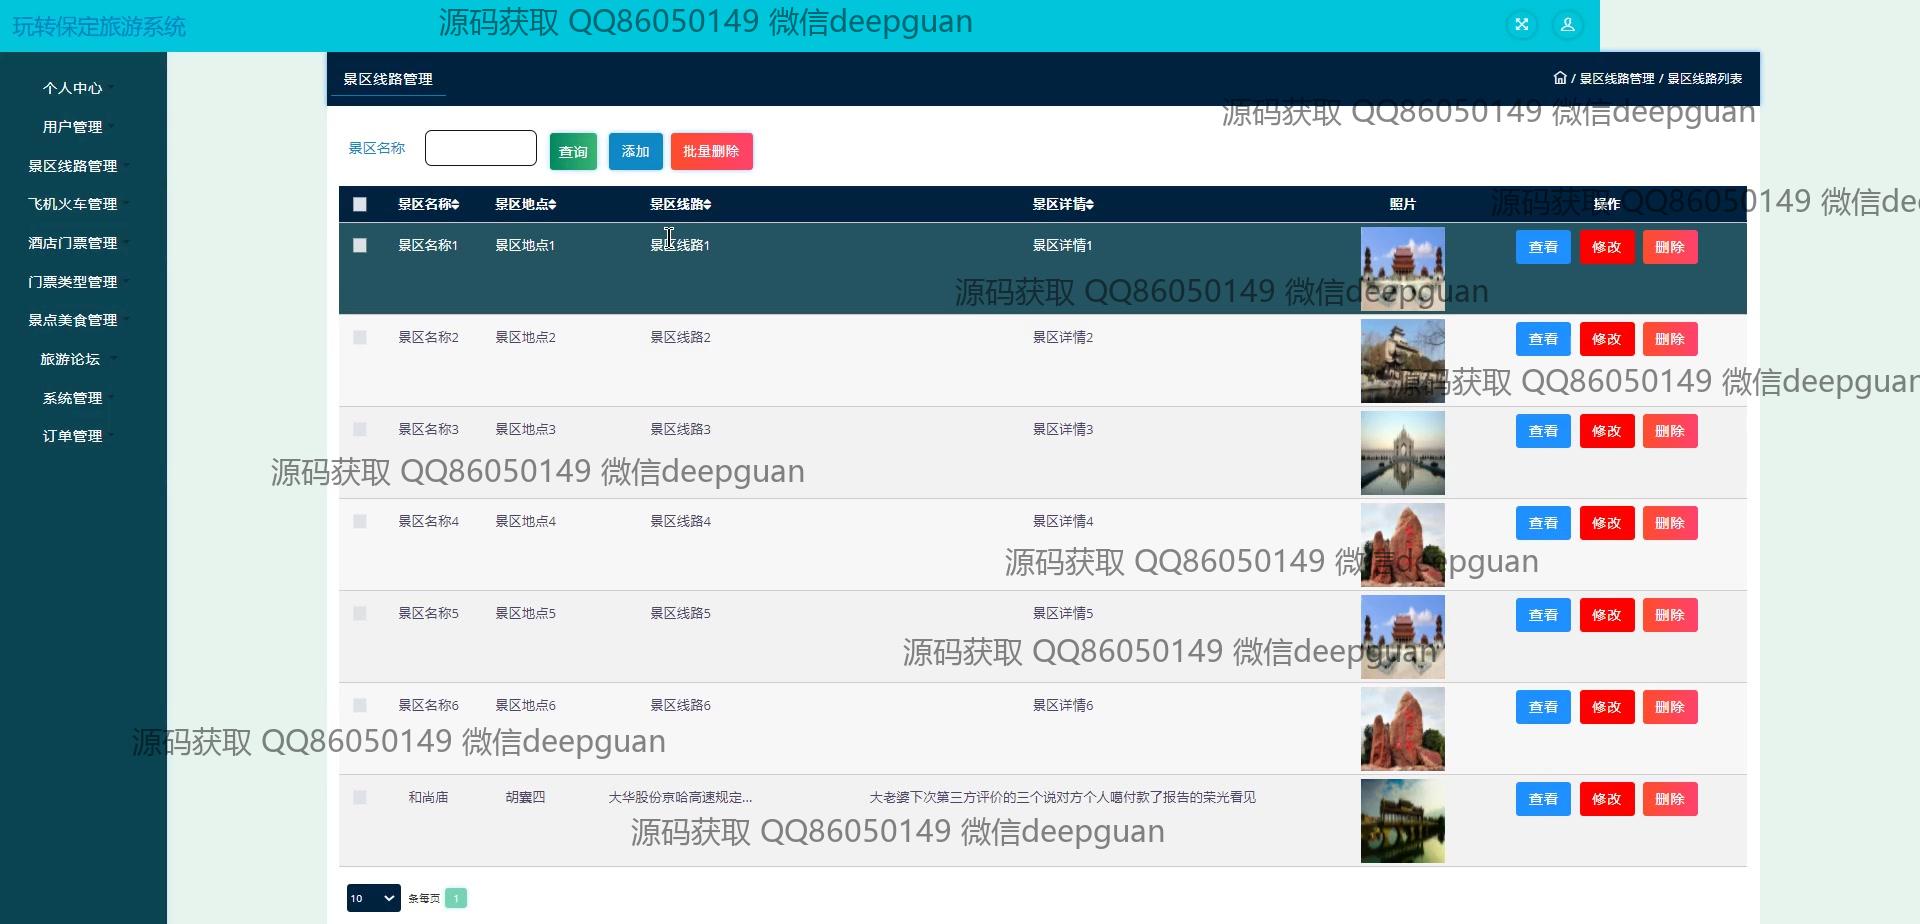 玩转保定旅游系统
源码获取 QQ86050149 微信deepguan
个人中心
用户管理
景区线路管理
飞机火车管理
酒店门票管理
门票类型管理
景点美食管理
旅游论坛
系统管理
订单管理
景区线路管理
/ 景区线路管理 / 景区线路列表
源码获取 QQ86050149 微信deepguan
景区名称 查询 添加 批量删除
源码获取 QQ86050149 微信dee
景区名称 景区地点 景区线路 景区详情 照片 操作
景区名称1 景区地点1 景区线路1 景区详情1 查看 修改 删除
源码获取 QQ86050149 微信deepguan
景区名称2 景区地点2 景区线路2 景区详情2 查看 修改 删除
源码获取 QQ86050149 微信deepguan
景区名称3 景区地点3 景区线路3 景区详情3 查看 修改 删除
源码获取 QQ86050149 微信deepguan
景区名称4 景区地点4 景区线路4 景区详情4 查看 修改 删除
源码获取 QQ86050149 微信deepguan
景区名称5 景区地点5 景区线路5 景区详情5 查看 修改 删除
源码获取 QQ86050149 微信deepguan
景区名称6 景区地点6 景区线路6 景区详情6 查看 修改 删除
源码获取 QQ86050149 微信deepguan
和尚庙 胡囊四 大华股份京哈高速规定... 大老婆下次第三方评价的三个说对方个人噶付款了报告的荣光看见 查看 修改 删除
源码获取 QQ86050149 微信deepguan
10 条每页 1